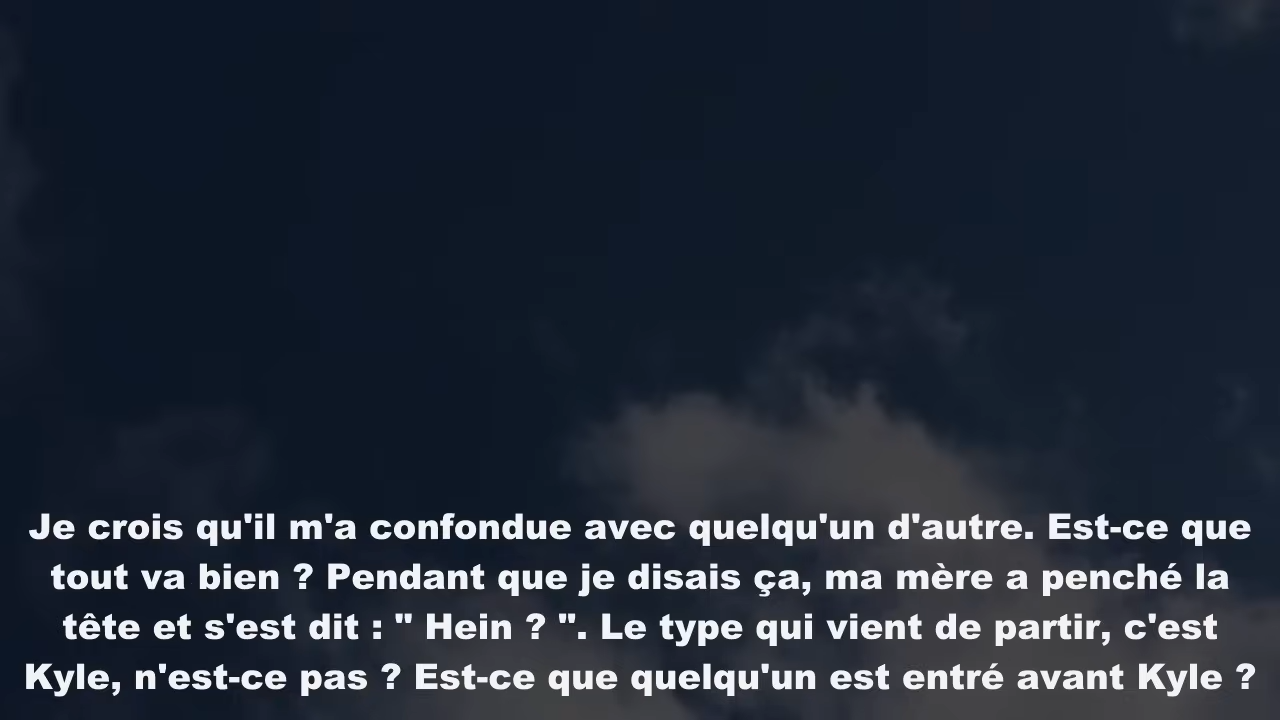 Je crois qu'il m'a confondue avec quelqu'un d'autre. Est-ce que
tout va bien ? Pendant que je disais ça, ma mère a penché la
tête et s'est dit : " Hein ? ". Le type qui vient de partir, c'est
Kyle, n'est-ce pas ? Est-ce que quelqu'un est entré avant Kyle ?